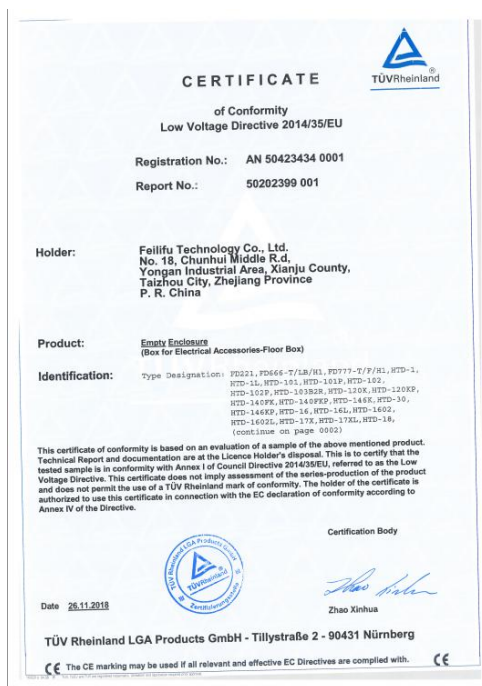 TÜVRheinland®
CERTIFICATE
of Conformity
Low Voltage Directive 2014/35/EU
Registration No.: AN 50423434 0001
Report No.: 50202399 001
Holder: Feilifu Technology Co., Ltd.
No. 18, Chunhui Middle R.d,
Yongan Industrial Area, Xianju County,
Taizhou City, Zhejiang Province
P. R. China
Product: Empty Enclosure
(Box for Electrical Accessories-Floor Box)
Identification: Type Designation: PD221,PD666-T/LB/H1,FD777-T/F/H1,HTD-1,
HTD-1L,HTD-101,HTD-101P,HTD-102,
HTD-102P,HTD-103B2R,HTD-120K,HTD-120KP,
HTD-140FK,HTD-140FKP,HTD-146K,HTD-30,
HTD-146KP,HTD-16,HTD-16L,HTD-1602,
HTD-1602L,HTD-17X,HTD-17XL,HTD-18,
(continue on page 0002)
This certificate of conformity is based on an evaluation of a sample of the above mentioned product.
Technical Report and documentation are at the Licence Holder's disposal. This is to certify that the
tested sample is in conformity with Annex I of Council Directive 2014/35/EU, referred to as the Low
Voltage Directive. This certificate does not imply assessment of the series-production of the product
and does not permit the use of a TÜV Rheinland mark of conformity. The holder of the certificate is
authorized to use this certificate in connection with the EC declaration of conformity according to
Annex IV of the Directive.
Certification Body
TÜV Rheinland LGA Products GmbH
TÜVRheinland
Zertifizierungsstelle
Date 26.11.2018
Zhao Xinhua
TÜV Rheinland LGA Products GmbH - Tillystraße 2 - 90431 Nürnberg
CE The CE marking may be used if all relevant and effective EC Directives are complied with. CE